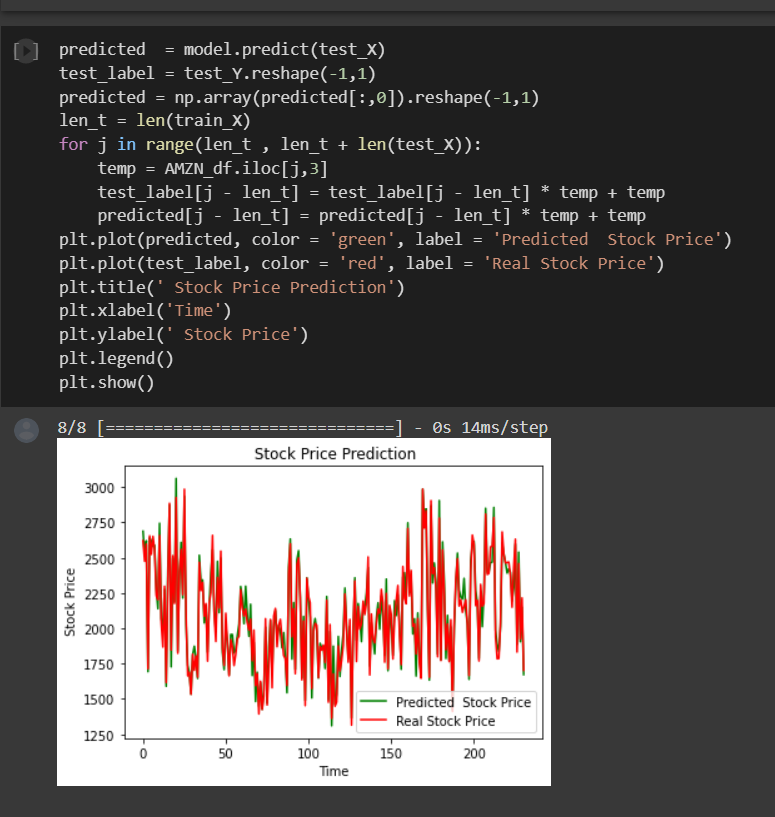 predicted  = model.predict(test_X)
test_label = test_Y.reshape(-1,1)
predicted = np.array(predicted[:,0]).reshape(-1,1)
len_t = len(train_X)
for j in range(len_t , len_t + len(test_X)):
    temp = AMZN_df.iloc[j,3]
    test_label[j - len_t] = test_label[j - len_t] * temp + temp
    predicted[j - len_t] = predicted[j - len_t] * temp + temp
plt.plot(predicted, color = 'green', label = 'Predicted  Stock Price')
plt.plot(test_label, color = 'red', label = 'Real Stock Price')
plt.title(' Stock Price Prediction')
plt.xlabel('Time')
plt.ylabel(' Stock Price')
plt.legend()
plt.show()
8/8 [==============================] - 0s 14ms/step
Stock Price Prediction
3000
2750
2500
2250
2000
1750
1500
1250
Stock Price
Predicted  Stock Price
Real Stock Price
0 50 100 150 200
Time